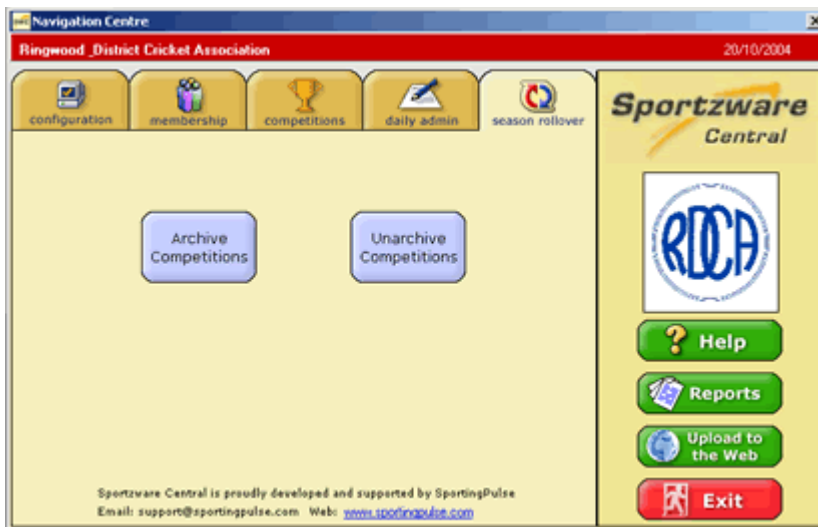 Navigation Centre
Ringwood _District Cricket Association
20/10/2004
configuration
membership
competitions
daily admin
season rollover
Sportzware
Central
Archive
Competitions
Unarchive
Competitions
RDCA
Help
Reports
Upload to
the Web
Exit
Sportzware Central is proudly developed and supported by SportingPulse
Email: support@sportingpulse.com Web: www.sportingpulse.com